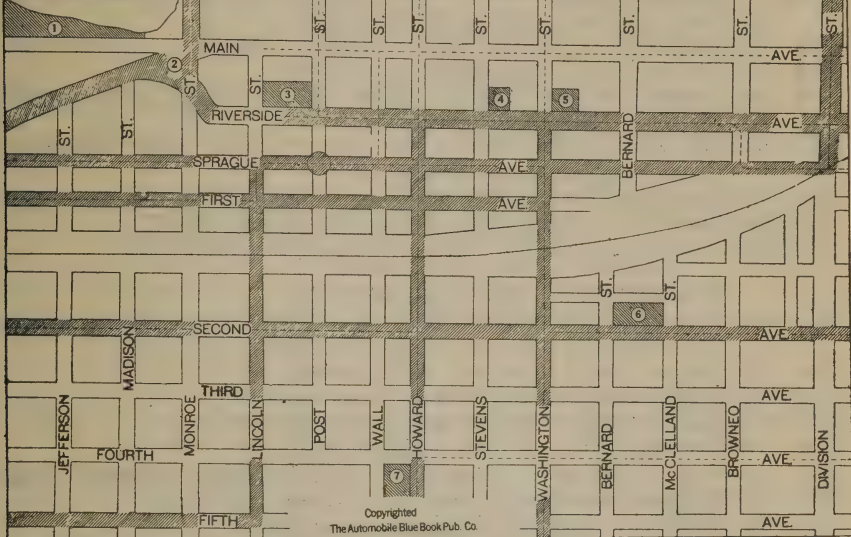 ST.
ST.
ST.
ST.
ST.
ST.
1
MAIN
AVE.
2
ST.
ST.
3
4
5
RIVERSIDE
AVE.
ST.
ST.
BERNARD
SPRAGUE
AVE.
FIRST
AVE.
ST.
ST.
6
SECOND
AVE.
MADISON
THIRD
AVE.
JEFFERSON
MONROE
LINCOLN
POST
WALL
HOWARD
STEVENS
WASHINGTON
BERNARD
McCLELLAND
BROWNEO
DIVISION
FOURTH
AVE.
7
FIFTH
AVE.
Copyrighted
The Automobile Blue Book Pub. Co.